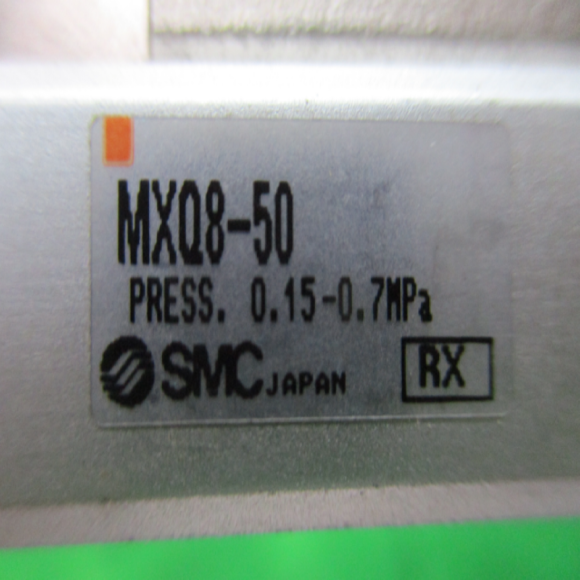 MXQ8-50
PRESS. 0.15-0.7MPa
SMC JAPAN RX